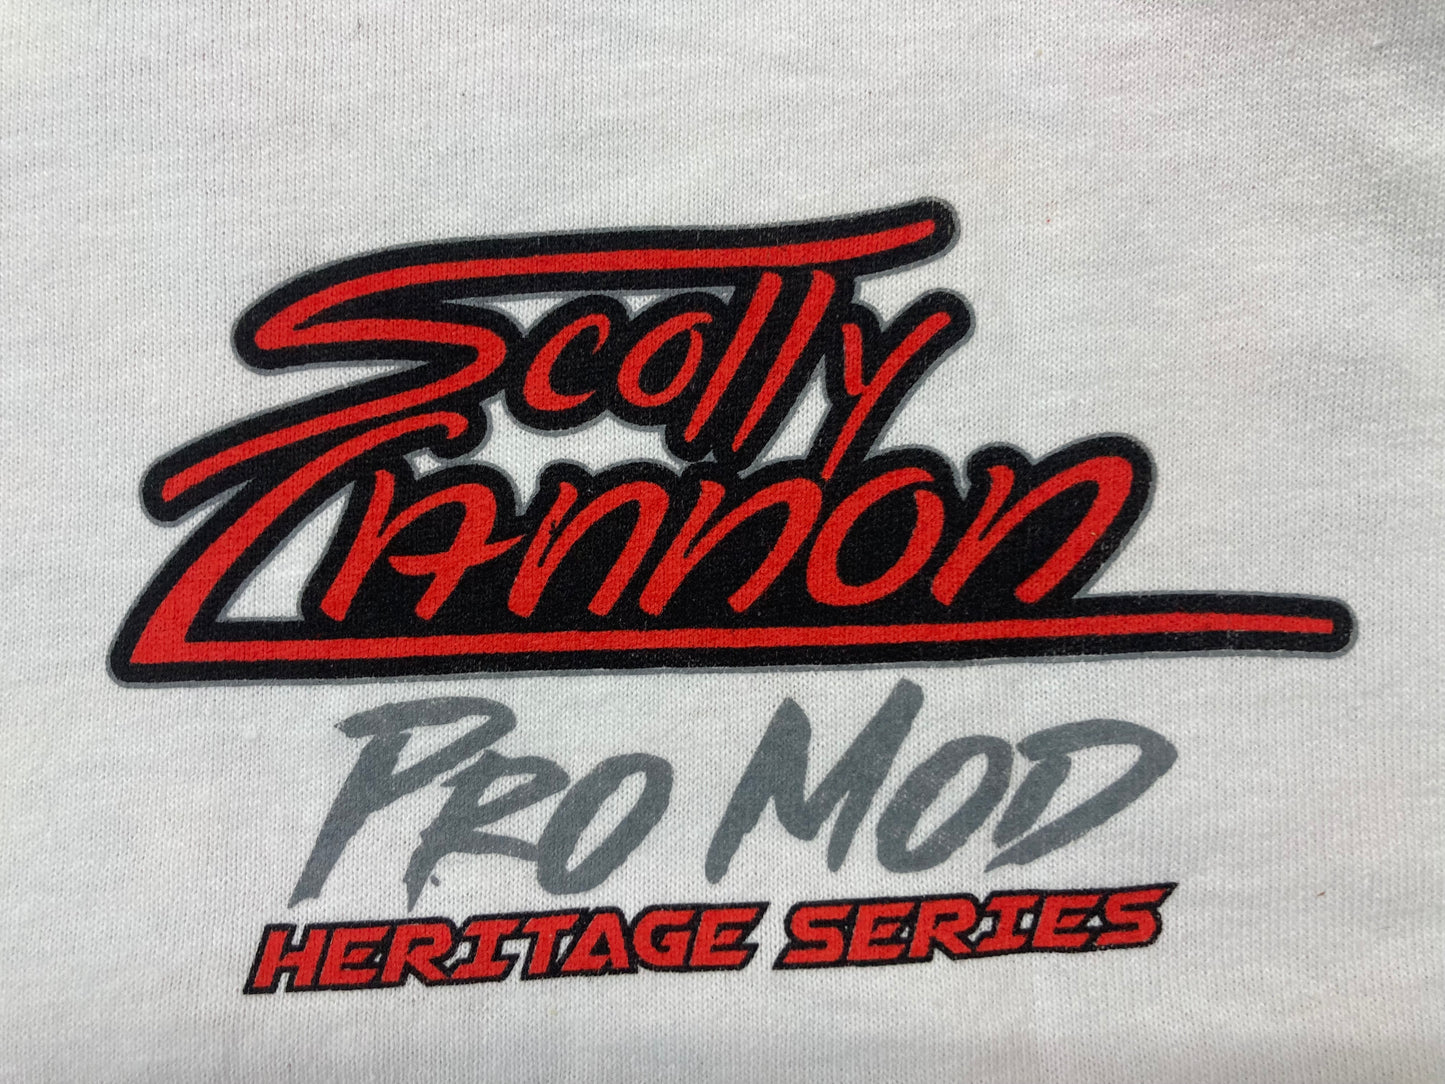 Scotty
Cannon
PRO MOD
HERITAGE SERIES